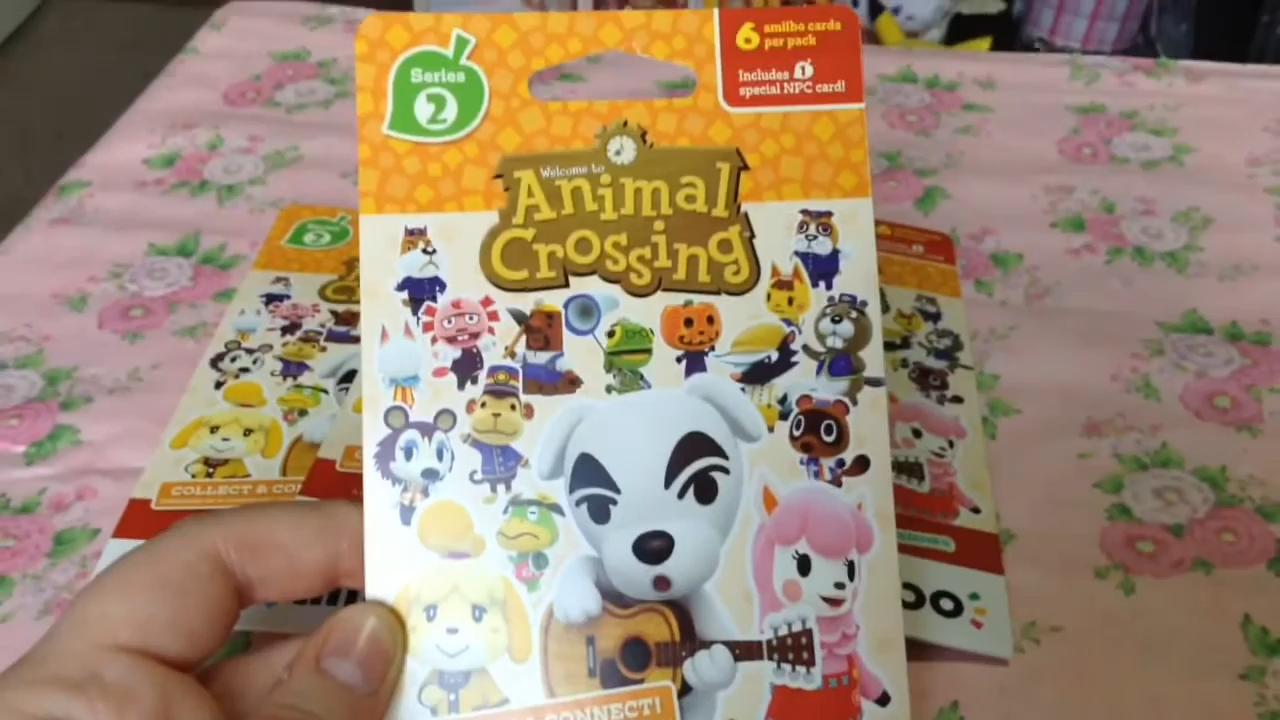 Series
2
6 amiibo cards
per pack
Includes 1
special NPC card!
Welcome to
Animal
Crossing
CONNECT!
2
COLLECT & CO